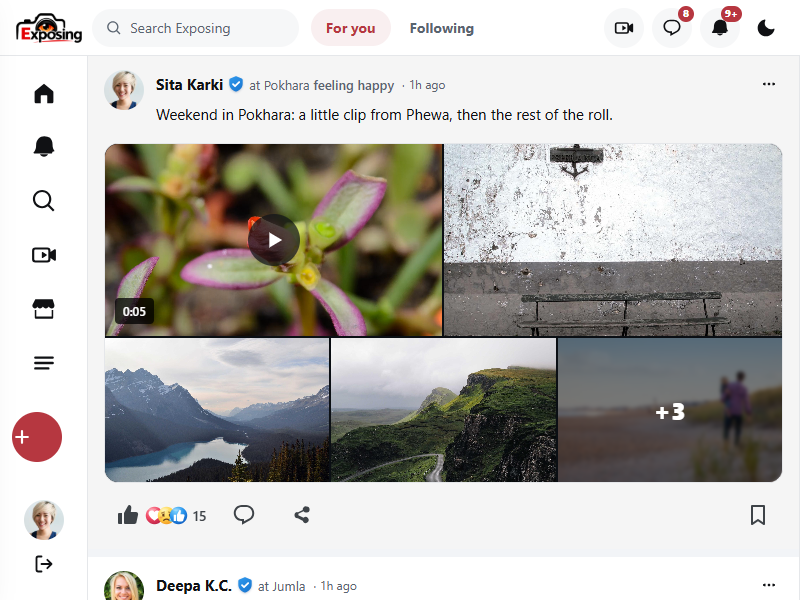 Exposing
Search Exposing
For you
Following
8
9+
Sita Karki at Pokhara feeling happy · 1h ago
Weekend in Pokhara: a little clip from Phewa, then the rest of the roll.
0:05
+3
15
Deepa K.C. at Jumla · 1h ago